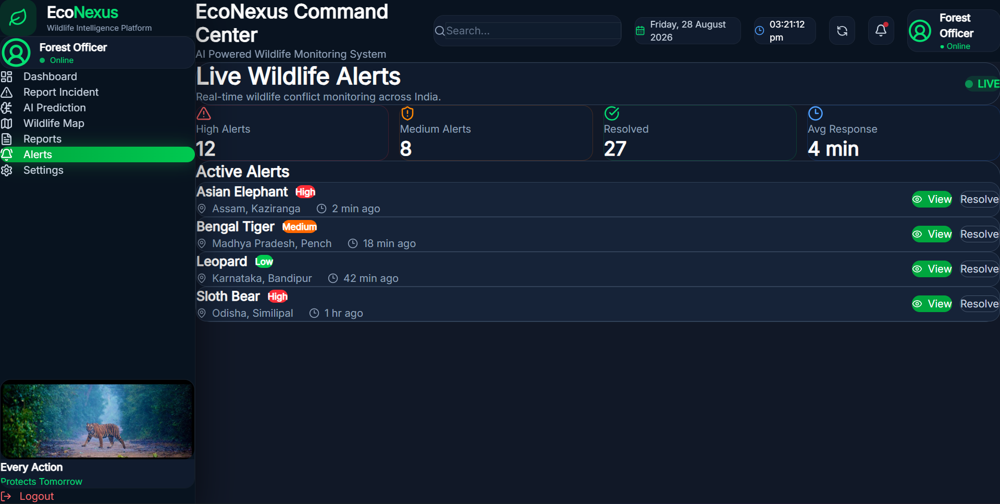 EcoNexus
Wildlife Intelligence Platform
Forest Officer
Online
Dashboard
Report Incident
AI Prediction
Wildlife Map
Reports
Alerts
Settings
Every Action
Protects Tomorrow
Logout
EcoNexus Command
Center
AI Powered Wildlife Monitoring System
Search...
Friday, 28 August
2026
03:21:12
pm
Forest
Officer
Online
Live Wildlife Alerts
Real-time wildlife conflict monitoring across India.
LIVE
High Alerts
12
Medium Alerts
8
Resolved
27
Avg Response
4 min
Active Alerts
Asian Elephant High
Assam, Kaziranga 2 min ago
View Resolve
Bengal Tiger Medium
Madhya Pradesh, Pench 18 min ago
View Resolve
Leopard Low
Karnataka, Bandipur 42 min ago
View Resolve
Sloth Bear High
Odisha, Similipal 1 hr ago
View Resolve